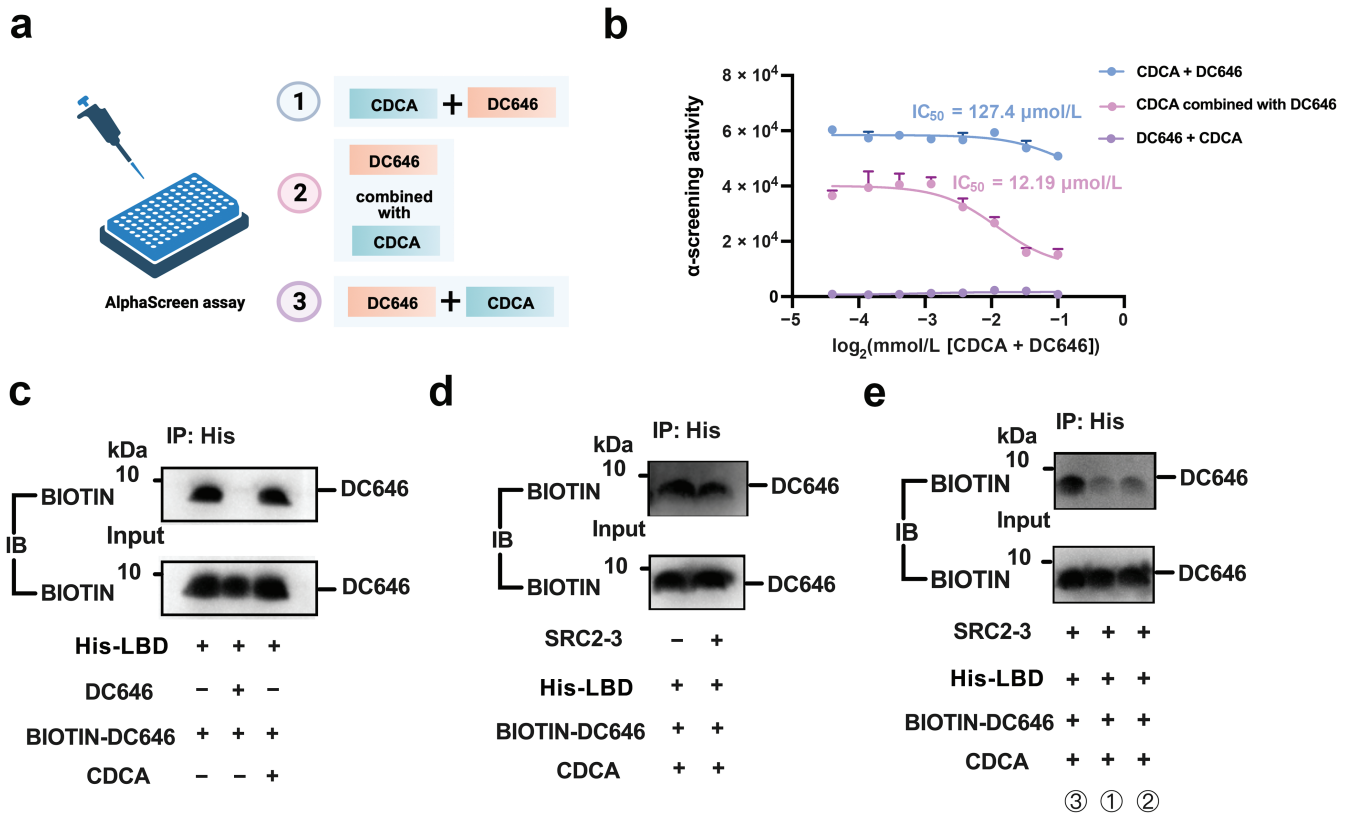 a
1
CDCA + DC646
DC646
2
combined
with
CDCA
3
DC646 + CDCA
AlphaScreen assay
b
α-screening activity
8 × 10⁴
6 × 10⁴
4 × 10⁴
2 × 10⁴
0
−5 −4 −3 −2 −1 0
log₂(mmol/L [CDCA + DC646])
IC₅₀ = 127.4 μmol/L
IC₅₀ = 12.19 μmol/L
CDCA + DC646
CDCA combined with DC646
DC646 + CDCA
c
IP: His
kDa
10
BIOTIN
DC646
IB
Input
10
BIOTIN
DC646
His-LBD + + +
DC646 − + −
BIOTIN-DC646 + + +
CDCA − − +
d
IP: His
kDa
10
BIOTIN
DC646
IB
Input
10
BIOTIN
DC646
SRC2-3 − +
His-LBD + +
BIOTIN-DC646 + +
CDCA + +
e
IP: His
kDa
10
BIOTIN
DC646
IB
Input
10
BIOTIN
DC646
SRC2-3 + + +
His-LBD + + +
BIOTIN-DC646 + + +
CDCA + + +
③ ① ②